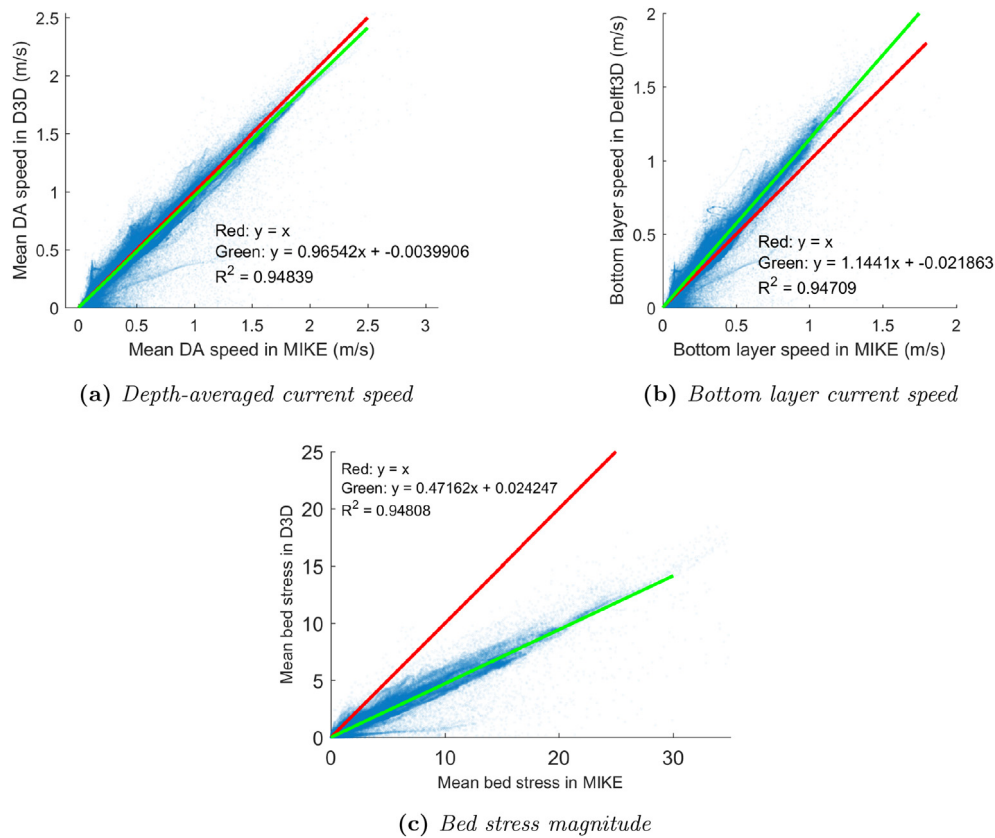 Mean DA speed in D3D (m/s)
2.5
2
1.5
1
0.5
0
Red: y = x
Green: y = 0.96542x + -0.0039906
R² = 0.94839
0 0.5 1 1.5 2 2.5 3
Mean DA speed in MIKE (m/s)
(a) Depth-averaged current speed
Bottom layer speed in Delft3D (m/s)
2
1.5
1
0.5
0
Red: y = x
Green: y = 1.1441x + -0.021863
R² = 0.94709
0 0.5 1 1.5 2
Bottom layer speed in MIKE (m/s)
(b) Bottom layer current speed
Mean bed stress in D3D
25
20
15
10
5
0
Red: y = x
Green: y = 0.47162x + 0.024247
R² = 0.94808
0 10 20 30
Mean bed stress in MIKE
(c) Bed stress magnitude